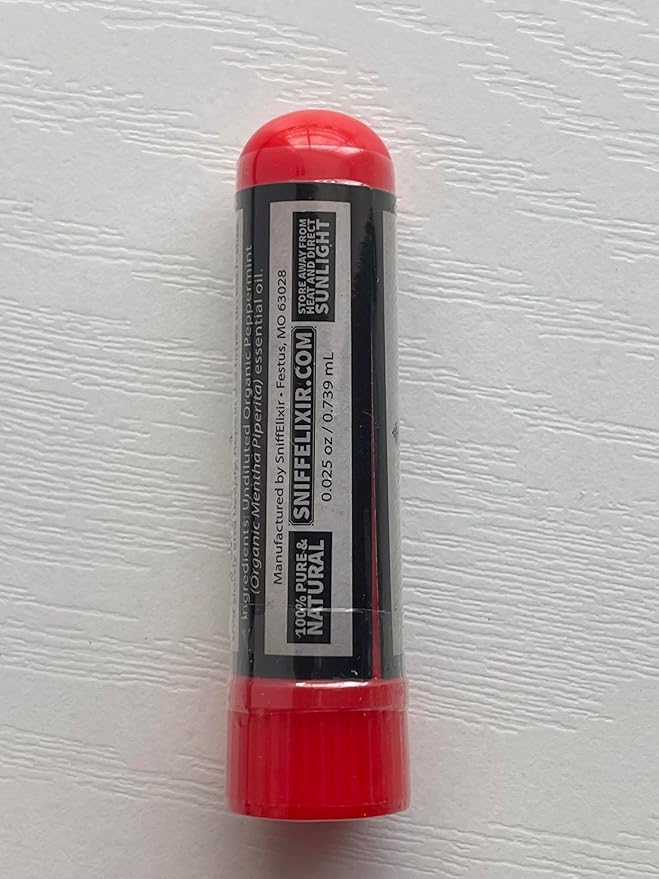 Ingredients: Undiluted Organic Peppermint
(Organic Mentha Piperita) essential oil.
Manufactured by SniffElixir • Festus, MO 63028
100% PURE &
NATURAL
SNIFFELIXIR.COM
0.025 oz / 0.739 mL
STORE AWAY FROM
HEAT AND DIRECT
SUNLIGHT